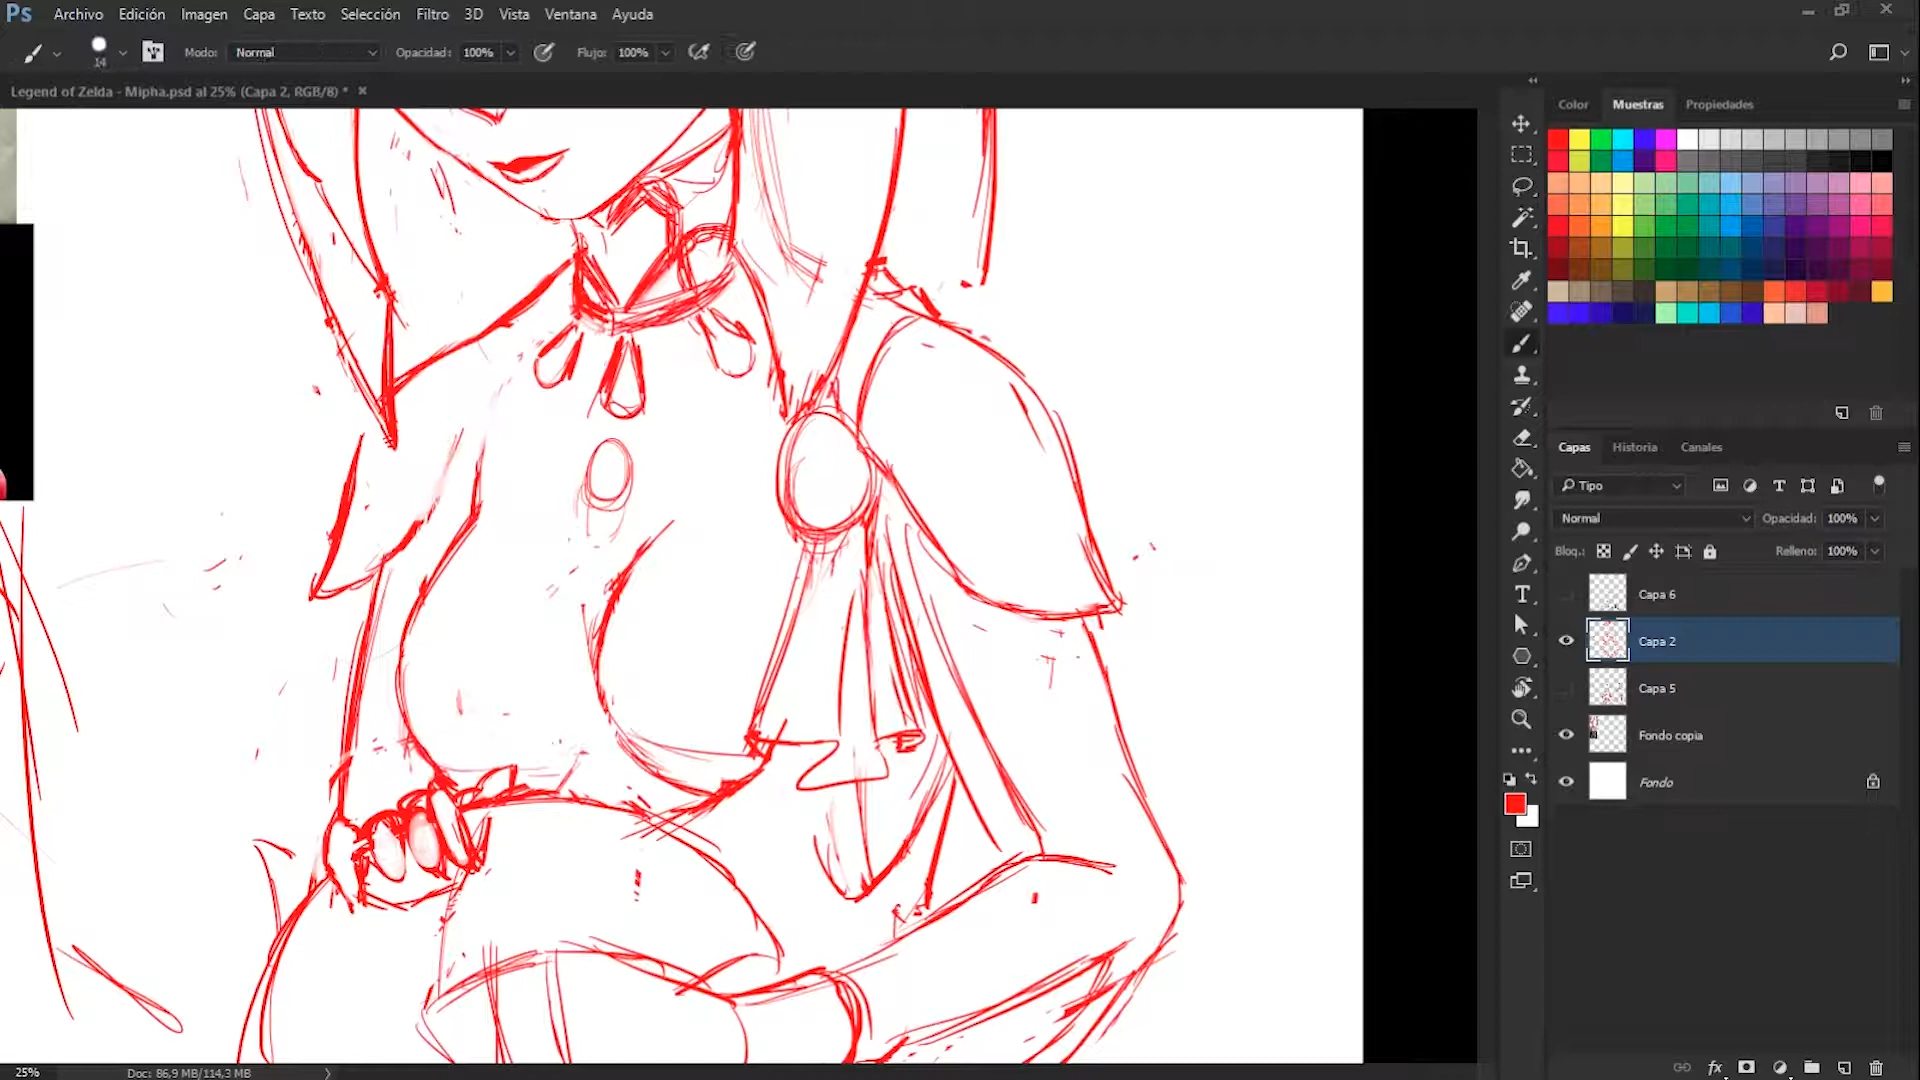 Ps Archivo Edición Imagen Capa Texto Selección Filtro 3D Vista Ventana Ayuda
14 Modo: Normal Opacidad: 100% Flujo: 100%
Legend of Zelda - Mipha.psd al 25% (Capa 2, RGB/8) *
Color Muestras Propiedades
Capas Historia Canales
Tipo
Normal Opacidad: 100%
Bloq.: Relleno: 100%
Capa 6
Capa 2
Capa 5
Fondo copia
Fondo
25% Doc: 86,9 MB/114,3 MB